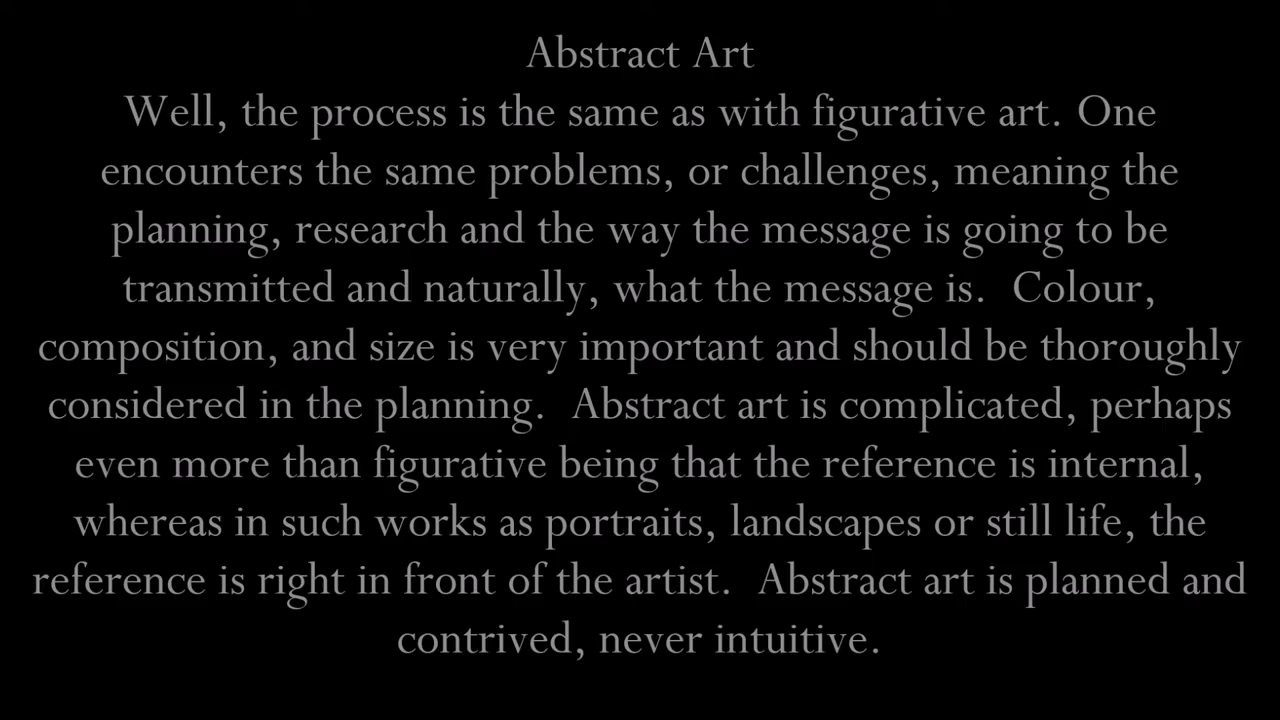 Abstract Art
Well, the process is the same as with figurative art. One
encounters the same problems, or challenges, meaning the
planning, research and the way the message is going to be
transmitted and naturally, what the message is.  Colour,
composition, and size is very important and should be thoroughly
considered in the planning.  Abstract art is complicated, perhaps
even more than figurative being that the reference is internal,
whereas in such works as portraits, landscapes or still life, the
reference is right in front of the artist.  Abstract art is planned and
contrived, never intuitive.